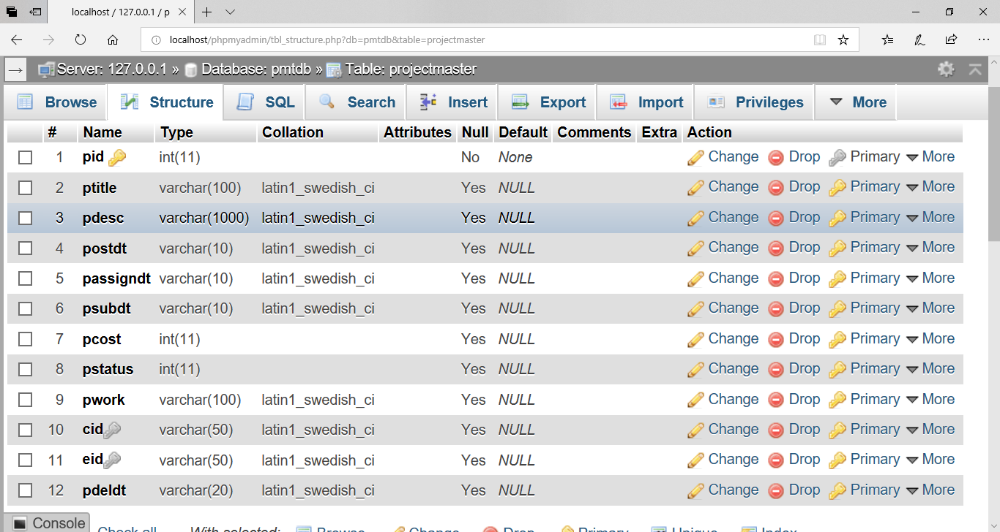 localhost / 127.0.0.1 / p
localhost/phpmyadmin/tbl_structure.php?db=pmtdb&table=projectmaster
Server: 127.0.0.1 » Database: pmtdb » Table: projectmaster
Browse Structure SQL Search Insert Export Import Privileges More
# Name Type Collation Attributes Null Default Comments Extra Action
1 pid int(11) No None Change Drop Primary More
2 ptitle varchar(100) latin1_swedish_ci Yes NULL Change Drop Primary More
3 pdesc varchar(1000) latin1_swedish_ci Yes NULL Change Drop Primary More
4 postdt varchar(10) latin1_swedish_ci Yes NULL Change Drop Primary More
5 passigndt varchar(10) latin1_swedish_ci Yes NULL Change Drop Primary More
6 psubdt varchar(10) latin1_swedish_ci Yes NULL Change Drop Primary More
7 pcost int(11) Yes NULL Change Drop Primary More
8 pstatus int(11) Yes NULL Change Drop Primary More
9 pwork varchar(100) latin1_swedish_ci Yes NULL Change Drop Primary More
10 cid varchar(50) latin1_swedish_ci Yes NULL Change Drop Primary More
11 eid varchar(50) latin1_swedish_ci Yes NULL Change Drop Primary More
12 pdeldt varchar(20) latin1_swedish_ci Yes NULL Change Drop Primary More
Console Check all With selected: Browse Change Drop Primary Unique Index